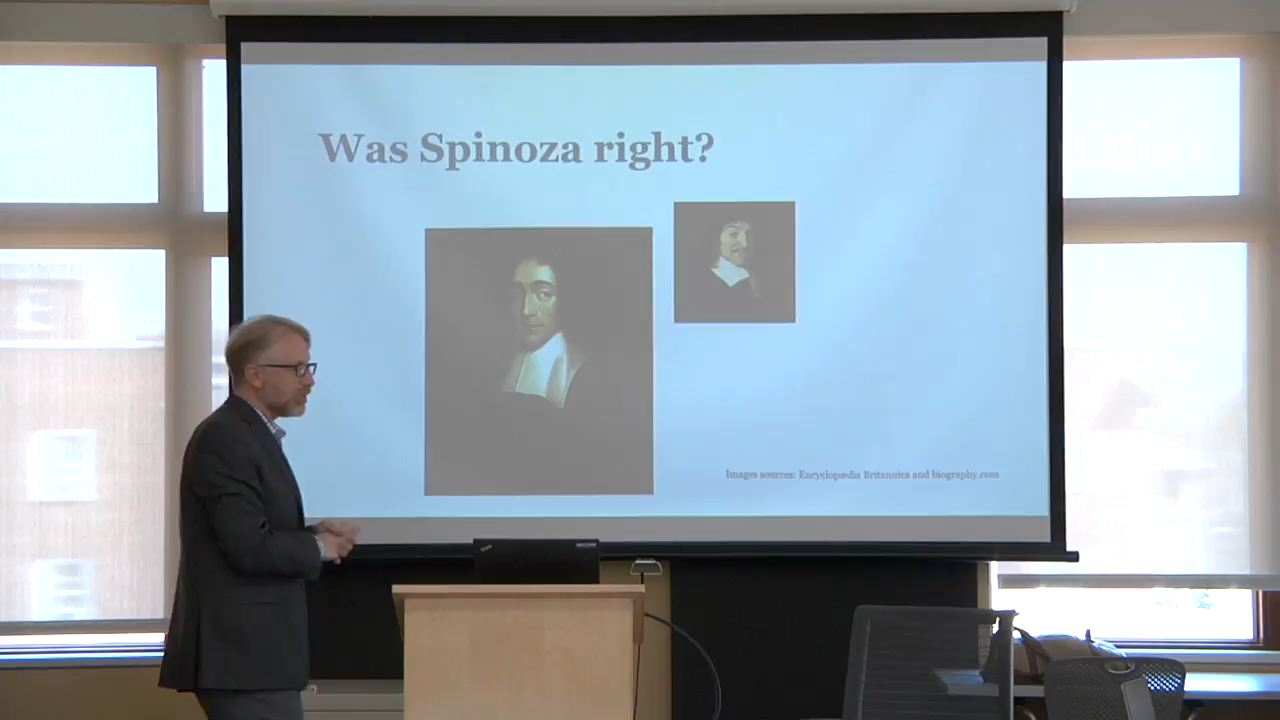 Was Spinoza right?
Images sources: Encyclopædia Britannica and biography.com